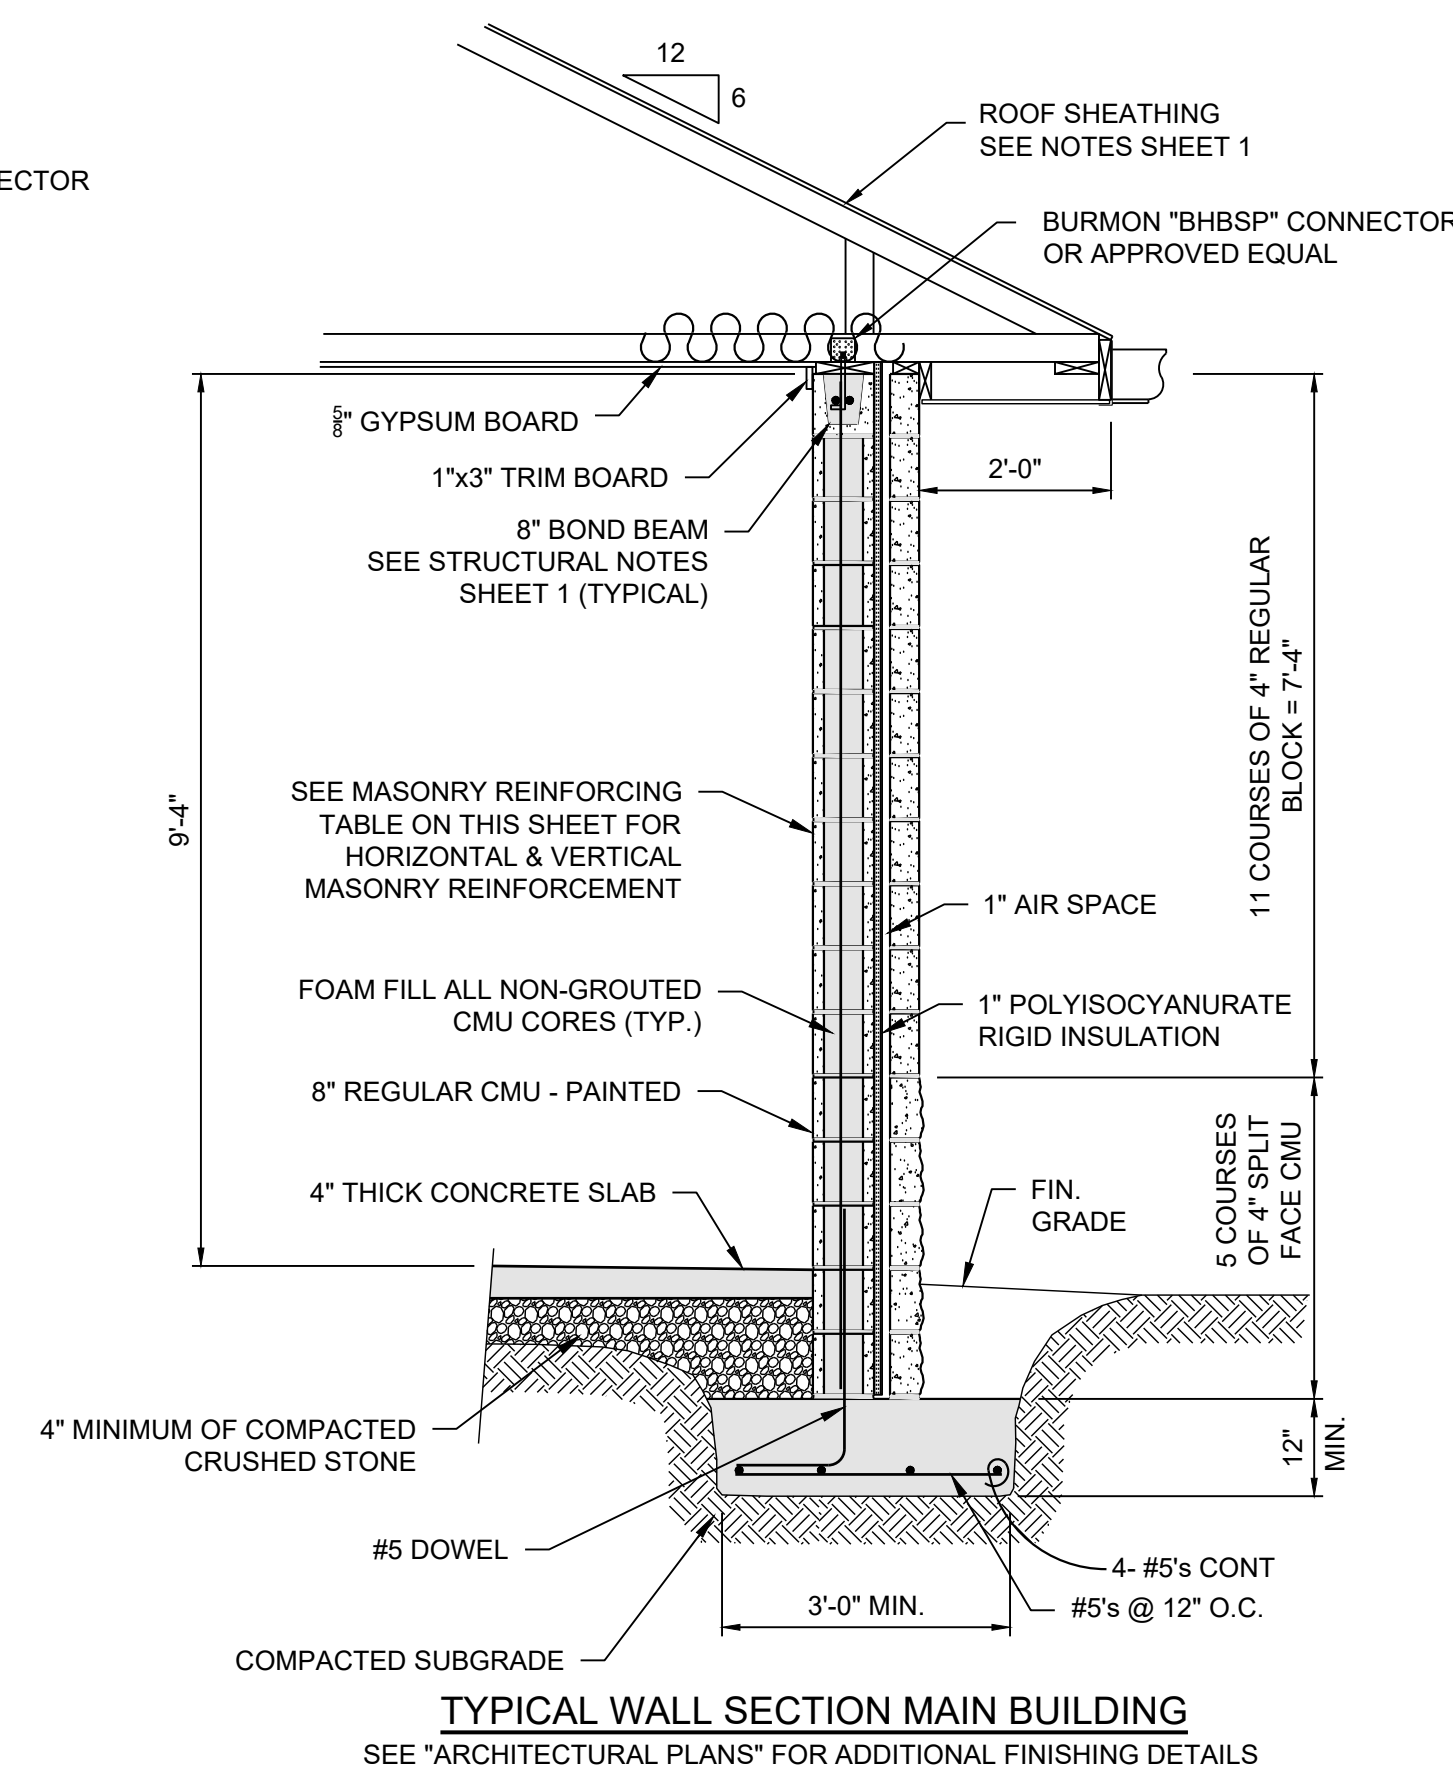 12
6
ROOF SHEATHING
SEE NOTES SHEET 1
ECTOR
BURMON "BHBSP" CONNECTOR
OR APPROVED EQUAL
5/8" GYPSUM BOARD
1"x3" TRIM BOARD
8" BOND BEAM
SEE STRUCTURAL NOTES
SHEET 1 (TYPICAL)
2'-0"
11 COURSES OF 4" REGULAR
BLOCK = 7'-4"
9'-4"
SEE MASONRY REINFORCING
TABLE ON THIS SHEET FOR
HORIZONTAL & VERTICAL
MASONRY REINFORCEMENT
1" AIR SPACE
FOAM FILL ALL NON-GROUTED
CMU CORES (TYP.)
1" POLYISOCYANURATE
RIGID INSULATION
8" REGULAR CMU - PAINTED
4" THICK CONCRETE SLAB
FIN.
GRADE
5 COURSES
OF 4" SPLIT
FACE CMU
4" MINIMUM OF COMPACTED
CRUSHED STONE
12"
MIN.
#5 DOWEL
4- #5's CONT
#5's @ 12" O.C.
3'-0" MIN.
COMPACTED SUBGRADE
TYPICAL WALL SECTION MAIN BUILDING
SEE "ARCHITECTURAL PLANS" FOR ADDITIONAL FINISHING DETAILS